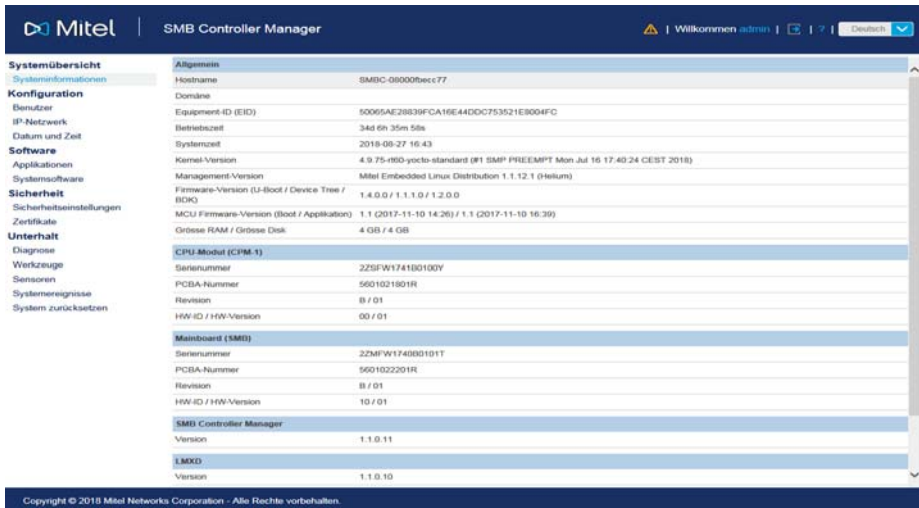 Mitel | SMB Controller Manager | Willkommen admin | | ? | Deutsch
Systemübersicht
Systeminformationen
Konfiguration
Benutzer
IP-Netzwerk
Datum und Zeit
Software
Applikationen
Systemsoftware
Sicherheit
Sicherheitseinstellungen
Zertifikate
Unterhalt
Diagnose
Werkzeuge
Sensoren
Systemereignisse
System zurücksetzen
Allgemein
Hostname SMBC-08000fbecc77
Domäne
Equipment-ID (EID) 50065AE28839FCA16E44DDC753521E8004FC
Betriebszeit 34d 6h 35m 58s
Systemzeit 2018-08-27 16:43
Kernel-Version 4.9.75-rt60-yocto-standard (#1 SMP PREEMPT Mon Jul 16 17:40:24 CEST 2018)
Management-Version Mitel Embedded Linux Distribution 1.1.12.1 (Helium)
Firmware-Version (U-Boot / Device Tree / BDK) 1.4.0.0 / 1.1.1.0 / 1.2.0.0
MCU Firmware-Version (Boot / Applikation) 1.1 (2017-11-10 14:26) / 1.1 (2017-11-10 16:39)
Grösse RAM / Grösse Disk 4 GB / 4 GB
CPU-Modul (CPM-1)
Seriennummer 2ZSFW1741B0100Y
PCBA-Nummer 5601021801R
Revision B / 01
HW-ID / HW-Version 00 / 01
Mainboard (SMB)
Seriennummer 2ZMFW1740B0101T
PCBA-Nummer 5601022201R
Revision B / 01
HW-ID / HW-Version 10 / 01
SMB Controller Manager
Version 1.1.0.11
LMXD
Version 1.1.0.10
Copyright © 2018 Mitel Networks Corporation - Alle Rechte vorbehalten.